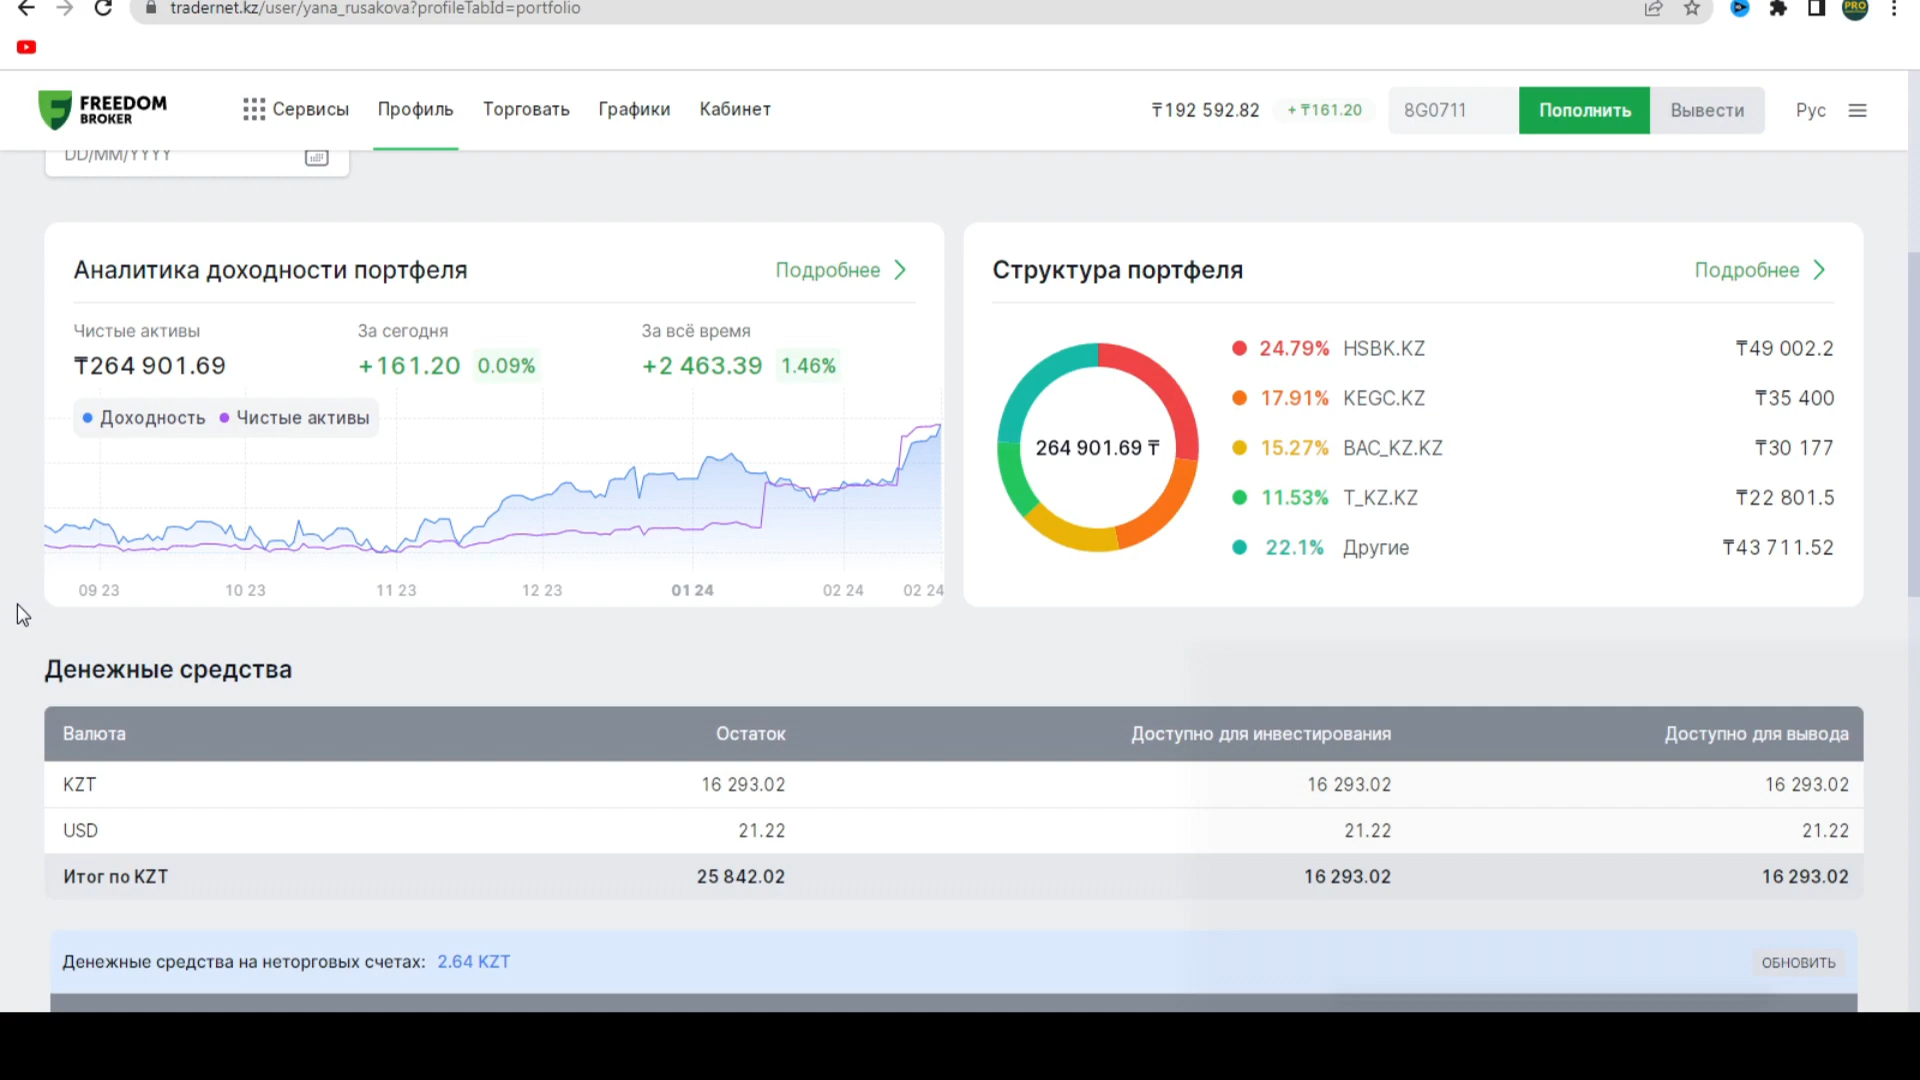 tradernet.kz/user/yana_rusakova?profileTabId=portfolio
PRO
FREEDOM
BROKER
Сервисы
Профиль
Торговать
Графики
Кабинет
₸192 592.82
+ ₸161.20
8G0711
Пополнить
Вывести
Рус
DD/MM/YYYY
Аналитика доходности портфеля
Подробнее
Чистые активы
За сегодня
За всё время
₸264 901.69
+161.20 0.09%
+2 463.39 1.46%
Доходность
Чистые активы
09 23
10 23
11 23
12 23
01 24
02 24
02 24
Структура портфеля
Подробнее
264 901.69 ₸
24.79% HSBK.KZ ₸49 002.2
17.91% KEGC.KZ ₸35 400
15.27% BAC_KZ.KZ ₸30 177
11.53% T_KZ.KZ ₸22 801.5
22.1% Другие ₸43 711.52
Денежные средства
Валюта Остаток Доступно для инвестирования Доступно для вывода
KZT 16 293.02 16 293.02 16 293.02
USD 21.22 21.22 21.22
Итог по KZT 25 842.02 16 293.02 16 293.02
Денежные средства на неторговых счетах: 2.64 KZT
ОБНОВИТЬ